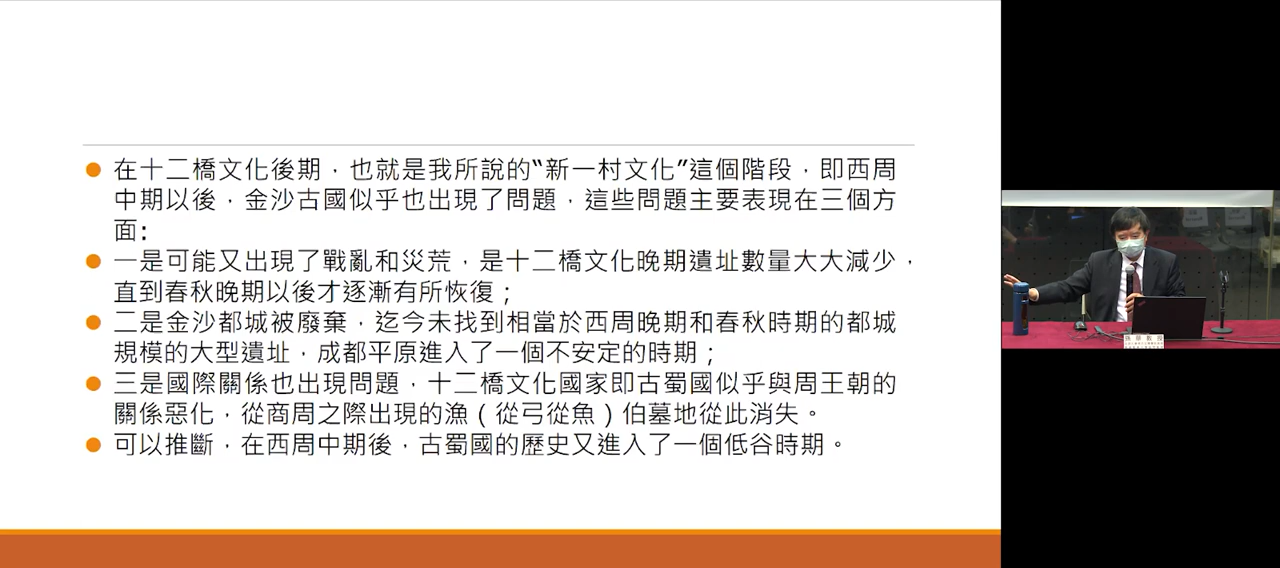 在十二橋文化後期，也就是我所說的“新一村文化”這個階段，即西周
中期以後，金沙古國似乎也出現了問題，這些問題主要表現在三個方
面:
一是可能又出現了戰亂和災荒，是十二橋文化晚期遺址數量大大減少，
直到春秋晚期以後才逐漸有所恢復；
二是金沙都城被廢棄，迄今未找到相當於西周晚期和春秋時期的都城
規模的大型遺址，成都平原進入了一個不安定的時期；
三是國際關係也出現問題，十二橋文化國家即古蜀國似乎與周王朝的
關係惡化，從商周之際出現的漁（從弓從魚）伯墓地從此消失。
可以推斷，在西周中期後，古蜀國的歷史又進入了一個低谷時期。